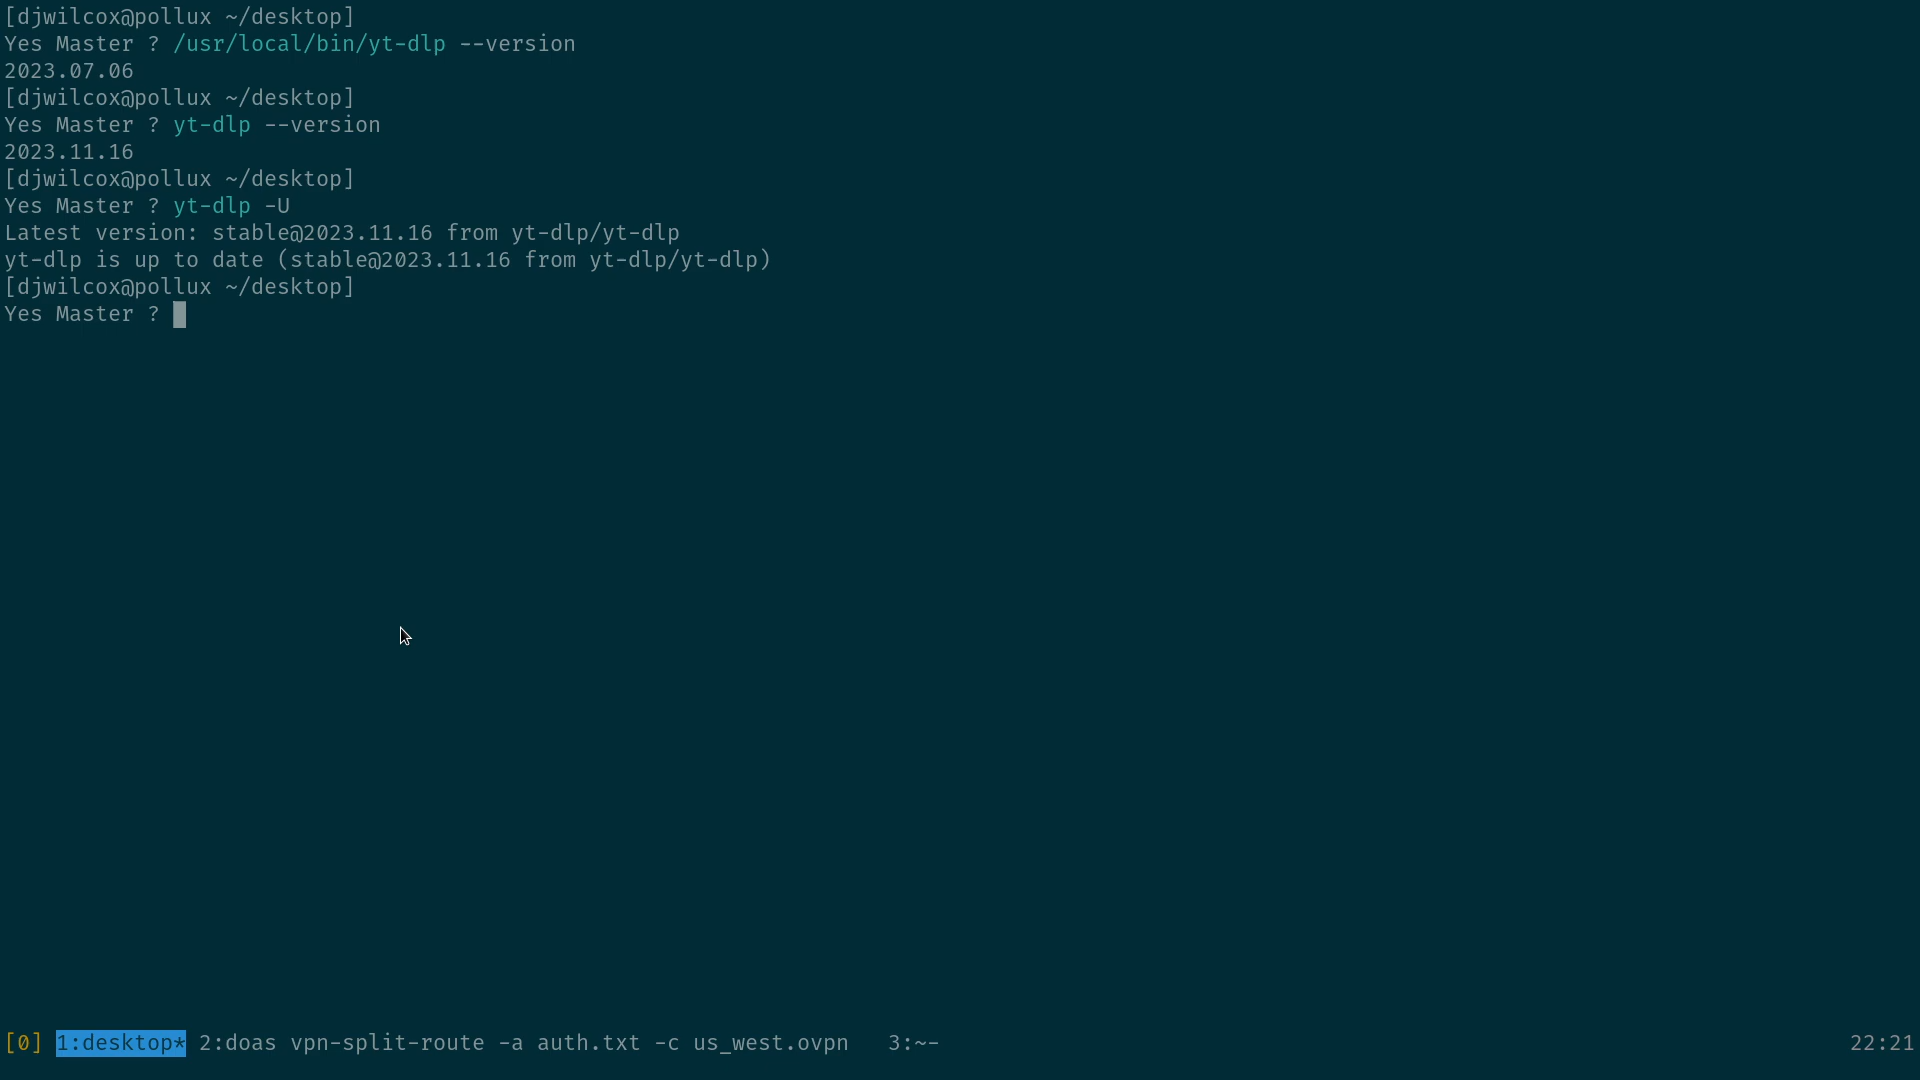 [djwilcox@pollux ~/desktop]
Yes Master ? /usr/local/bin/yt-dlp --version
2023.07.06
[djwilcox@pollux ~/desktop]
Yes Master ? yt-dlp --version
2023.11.16
[djwilcox@pollux ~/desktop]
Yes Master ? yt-dlp -U
Latest version: stable@2023.11.16 from yt-dlp/yt-dlp
yt-dlp is up to date (stable@2023.11.16 from yt-dlp/yt-dlp)
[djwilcox@pollux ~/desktop]
Yes Master ?
[0] 1:desktop* 2:doas vpn-split-route -a auth.txt -c us_west.ovpn   3:~- 22:21